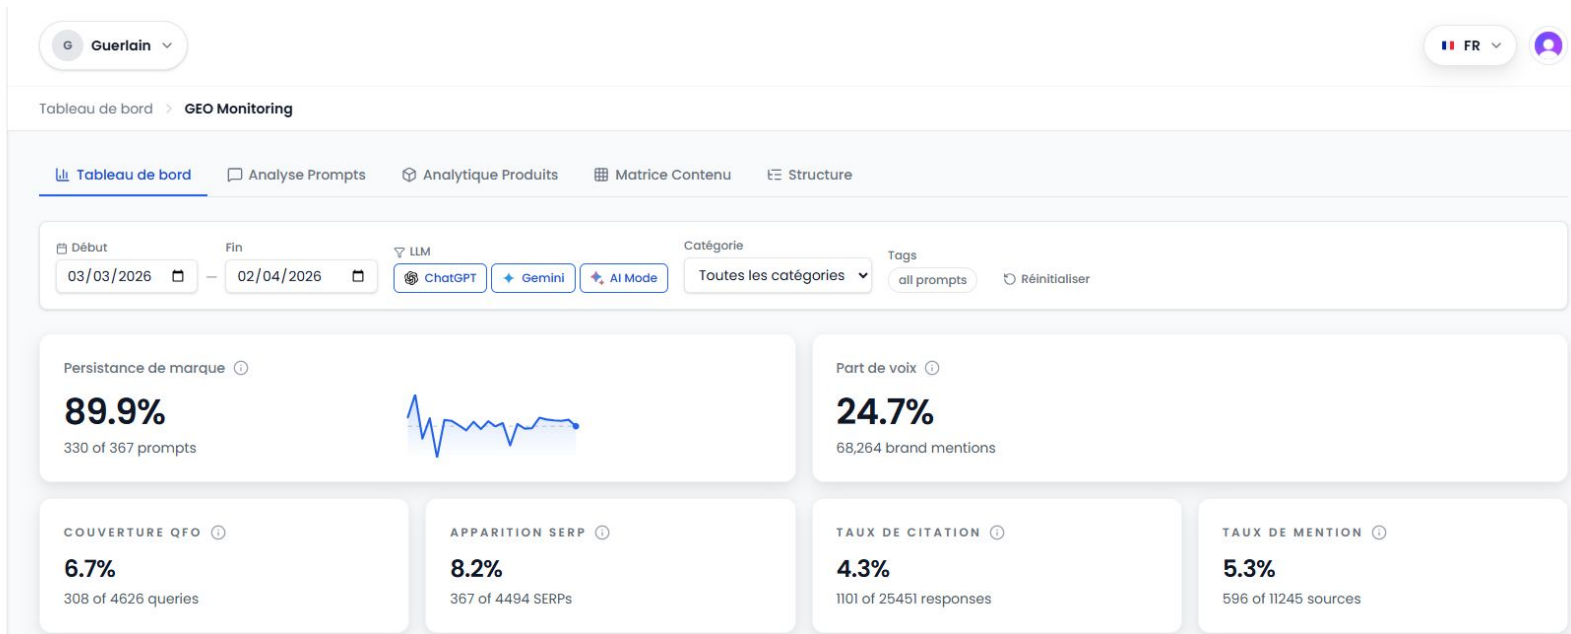 G Guerlain
FR
Tableau de bord > GEO Monitoring
Tableau de bord Analyse Prompts Analytique Produits Matrice Contenu Structure
Début Fin LLM Catégorie Tags
03/03/2026 — 02/04/2026 ChatGPT Gemini AI Mode Toutes les catégories all prompts Réinitialiser
Persistance de marque
89.9%
330 of 367 prompts
Part de voix
24.7%
68,264 brand mentions
COUVERTURE QFO
6.7%
308 of 4626 queries
APPARITION SERP
8.2%
367 of 4494 SERPs
TAUX DE CITATION
4.3%
1101 of 25451 responses
TAUX DE MENTION
5.3%
596 of 11245 sources